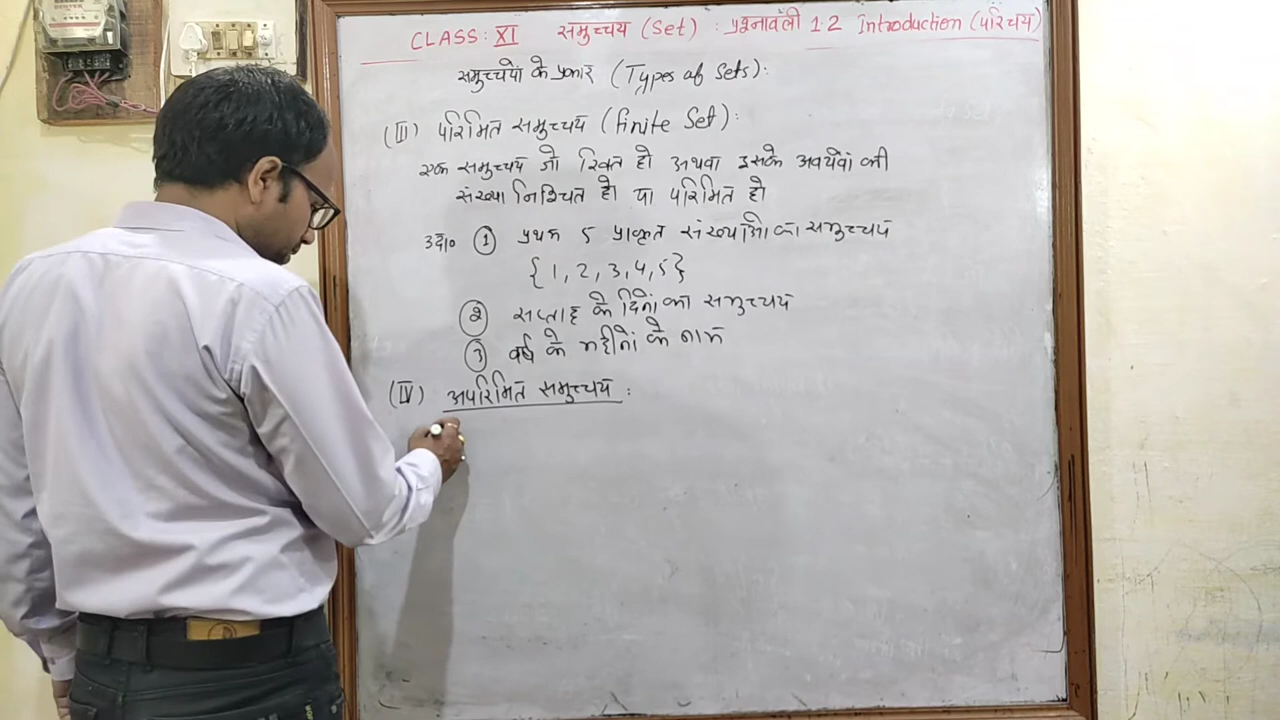 CLASS: XI समुच्चय (Set) : प्रश्नावली 1.2 Introduction (परिचय)
समुच्चयो के प्रकार (Types of Sets):
(III) परिमित समुच्चय (finite Set):
एक समुच्चय जो रिक्त हो अथवा इसके अवयवों की
संख्या निश्चित हो या परिमित हो
उदा० ① प्रथम 5 प्राकृत संख्याओ का समुच्चय
{1, 2, 3, 4, 5}
② सप्ताह के दिनों का समुच्चय
③ वर्ष के महीनों के नाम
(IV) अपरिमित समुच्चय :